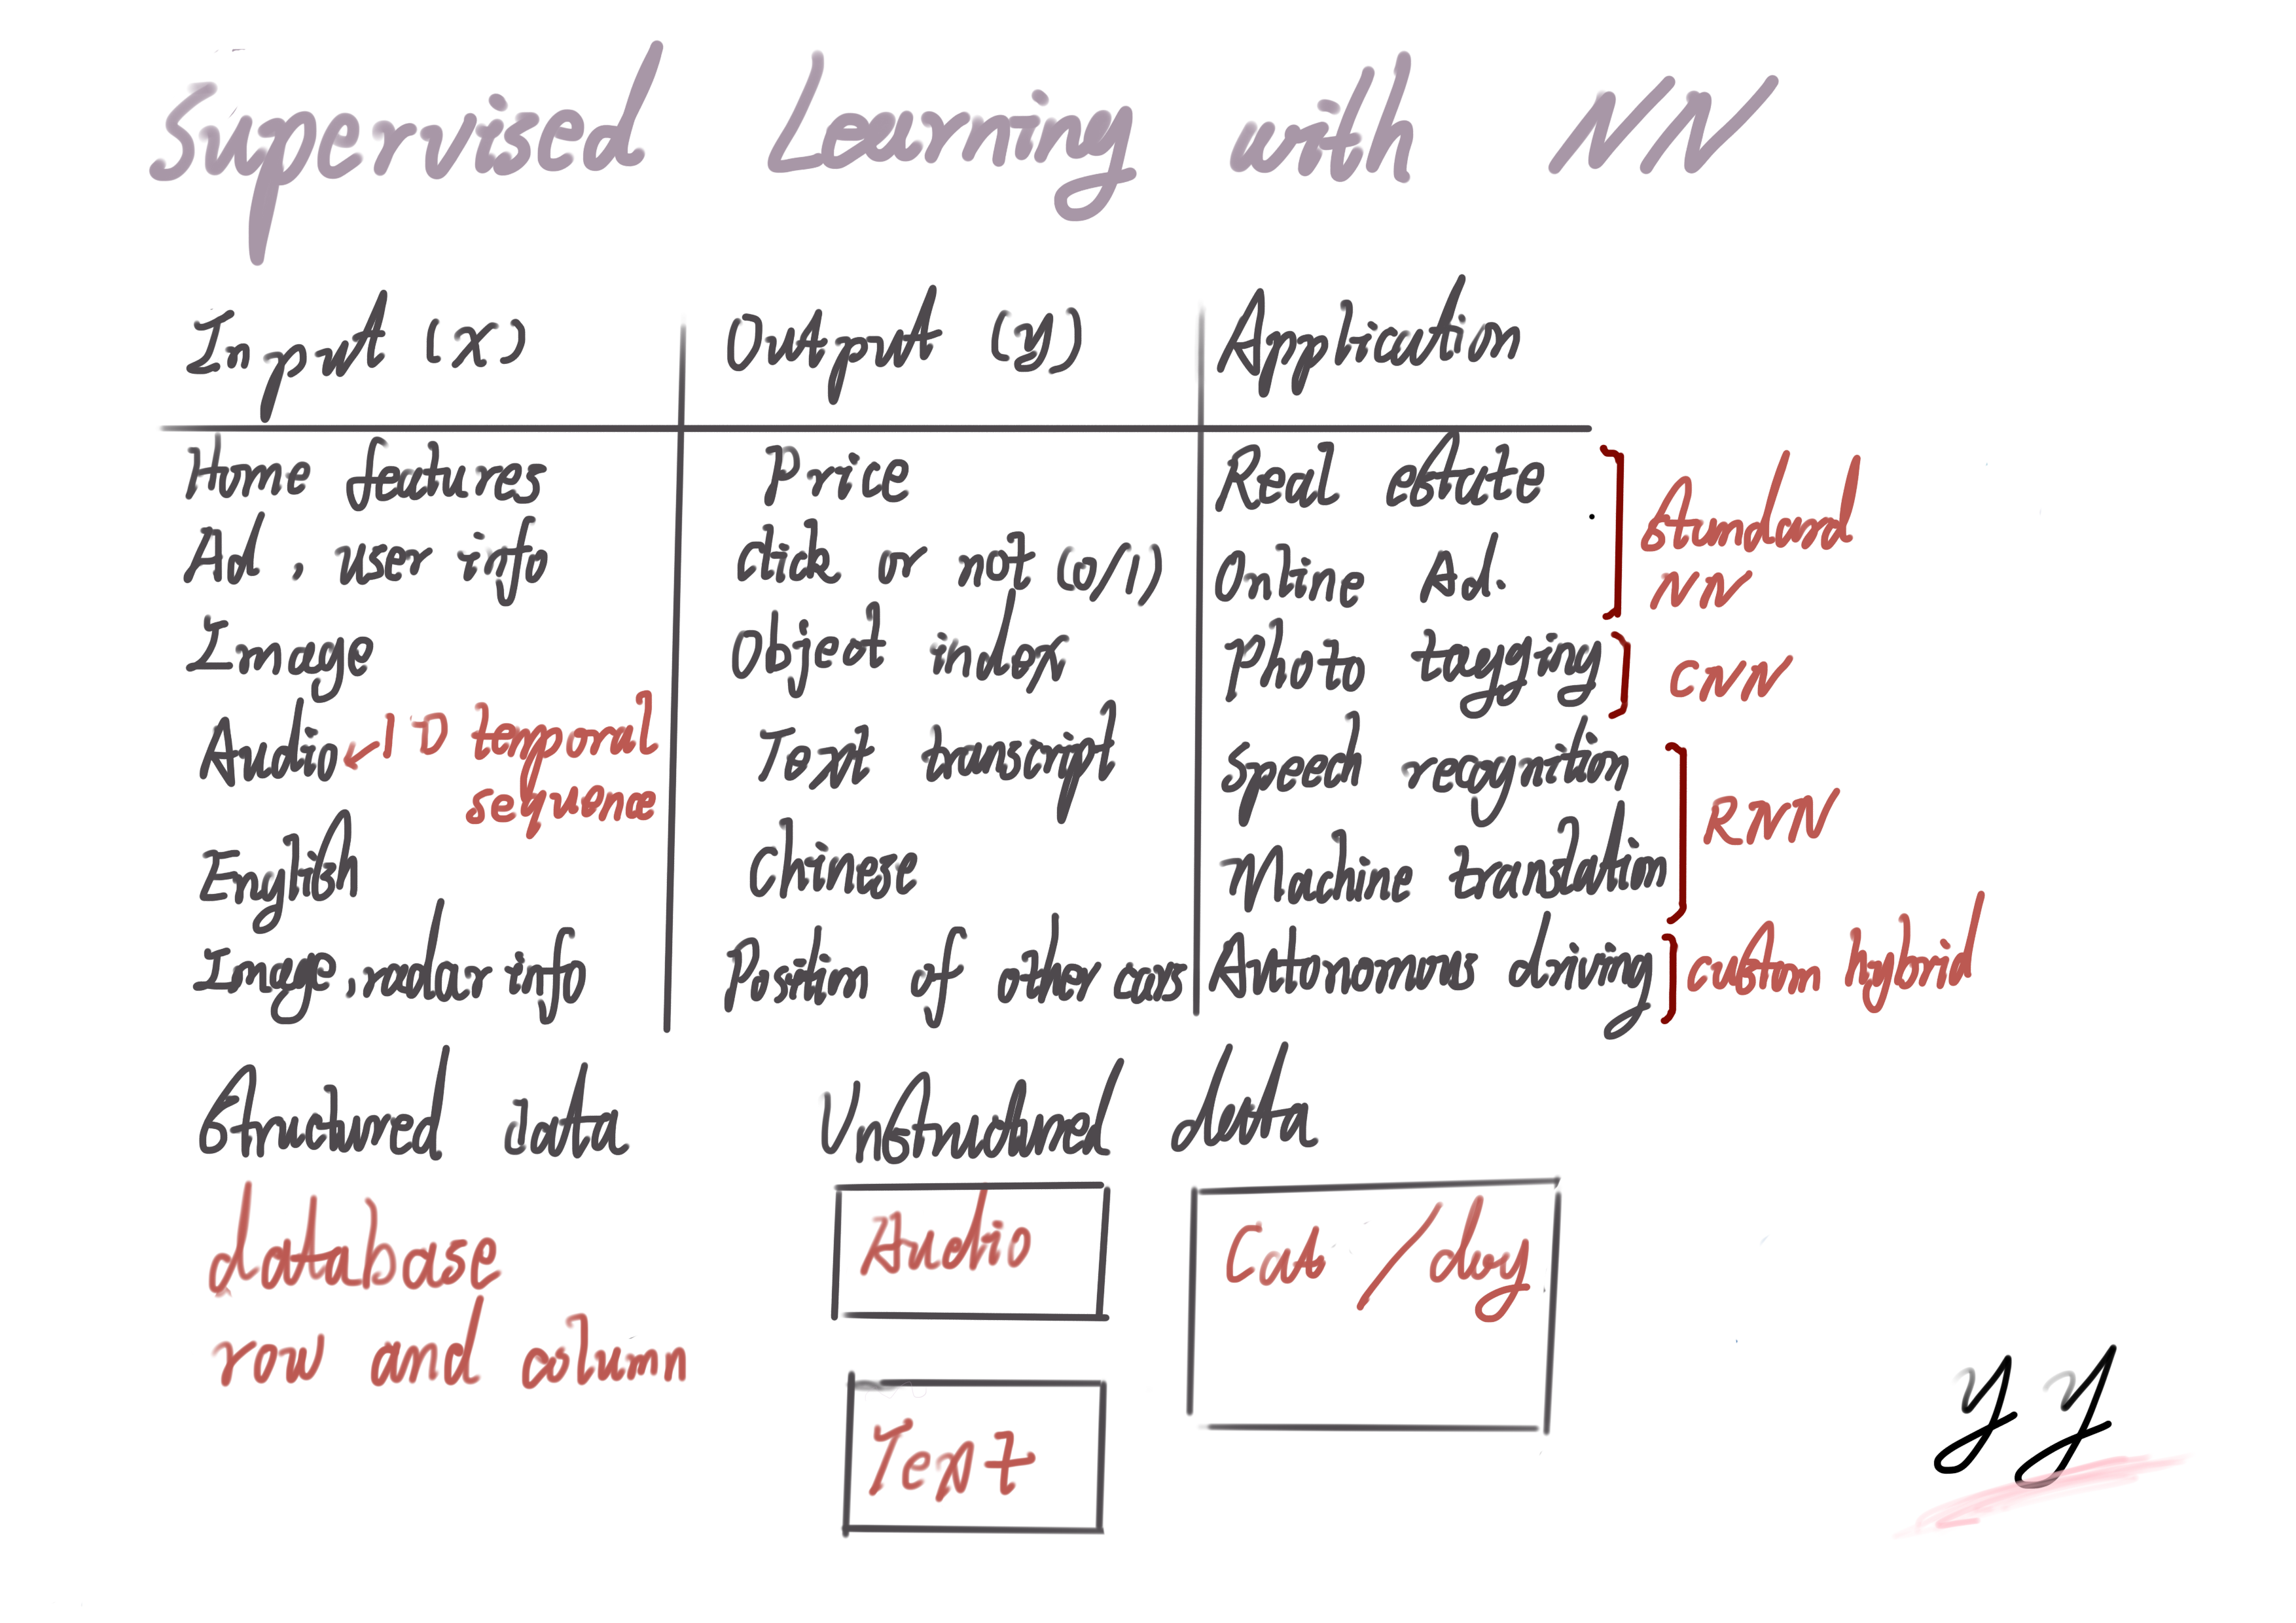 Supervised Learning with NN
Input (x) Output (y) Application
Home features Price Real estate
Standard
Ad, user info Click or not (0/1) Online Ad.
NN
Image Object index Photo tagging CNN
Audio ← 1D temporal Text transcript Speech recognition
sequence
RNN
English Chinese Machine translation
Image, radar info Position of other cars Autonomous driving custom hybrid
Structured data Unstructured data
database Audio Cat / dog
row and column
Text
YY